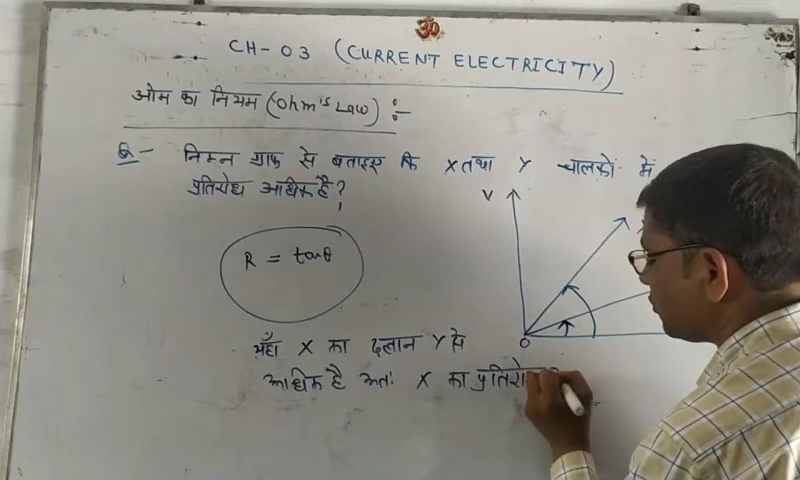 ॐ
CH-03 (CURRENT ELECTRICITY)
ओम का नियम (Ohm's Law) :-
Q:- निम्न ग्राफ से बताइए कि X तथा Y चालकों में
प्रतिरोध अधिक है?
V
R = tanθ
O
यहाँ X का ढलान Y से
अधिक है अतः X का प्रतिरो